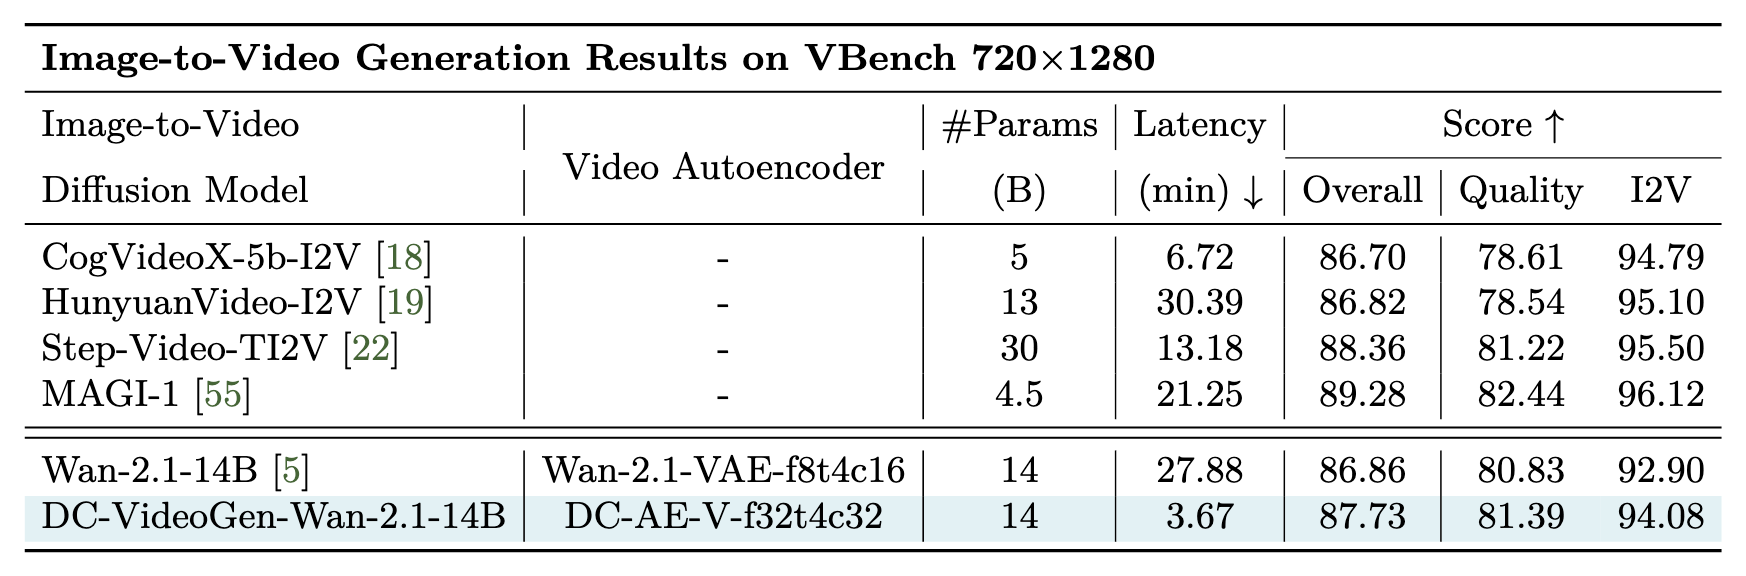 Image-to-Video Generation Results on VBench 720×1280
Image-to-Video Diffusion Model | Video Autoencoder | #Params (B) | Latency (min) ↓ | Score ↑
Overall | Quality | I2V
CogVideoX-5b-I2V [18] | - | 5 | 6.72 | 86.70 | 78.61 | 94.79
HunyuanVideo-I2V [19] | - | 13 | 30.39 | 86.82 | 78.54 | 95.10
Step-Video-TI2V [22] | - | 30 | 13.18 | 88.36 | 81.22 | 95.50
MAGI-1 [55] | - | 4.5 | 21.25 | 89.28 | 82.44 | 96.12
Wan-2.1-14B [5] | Wan-2.1-VAE-f8t4c16 | 14 | 27.88 | 86.86 | 80.83 | 92.90
DC-VideoGen-Wan-2.1-14B | DC-AE-V-f32t4c32 | 14 | 3.67 | 87.73 | 81.39 | 94.08